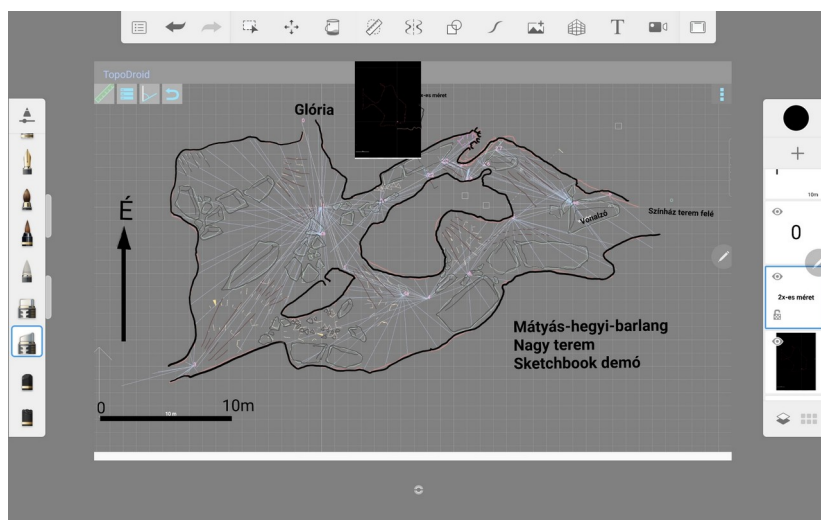 T
TopoDroid
x-es méret
Glória
É
Színház terem felé
Vonalzó
Mátyás-hegyi-barlang
Nagy terem
Sketchbook demó
0
10m
10 m
10m
0
2x-es méret